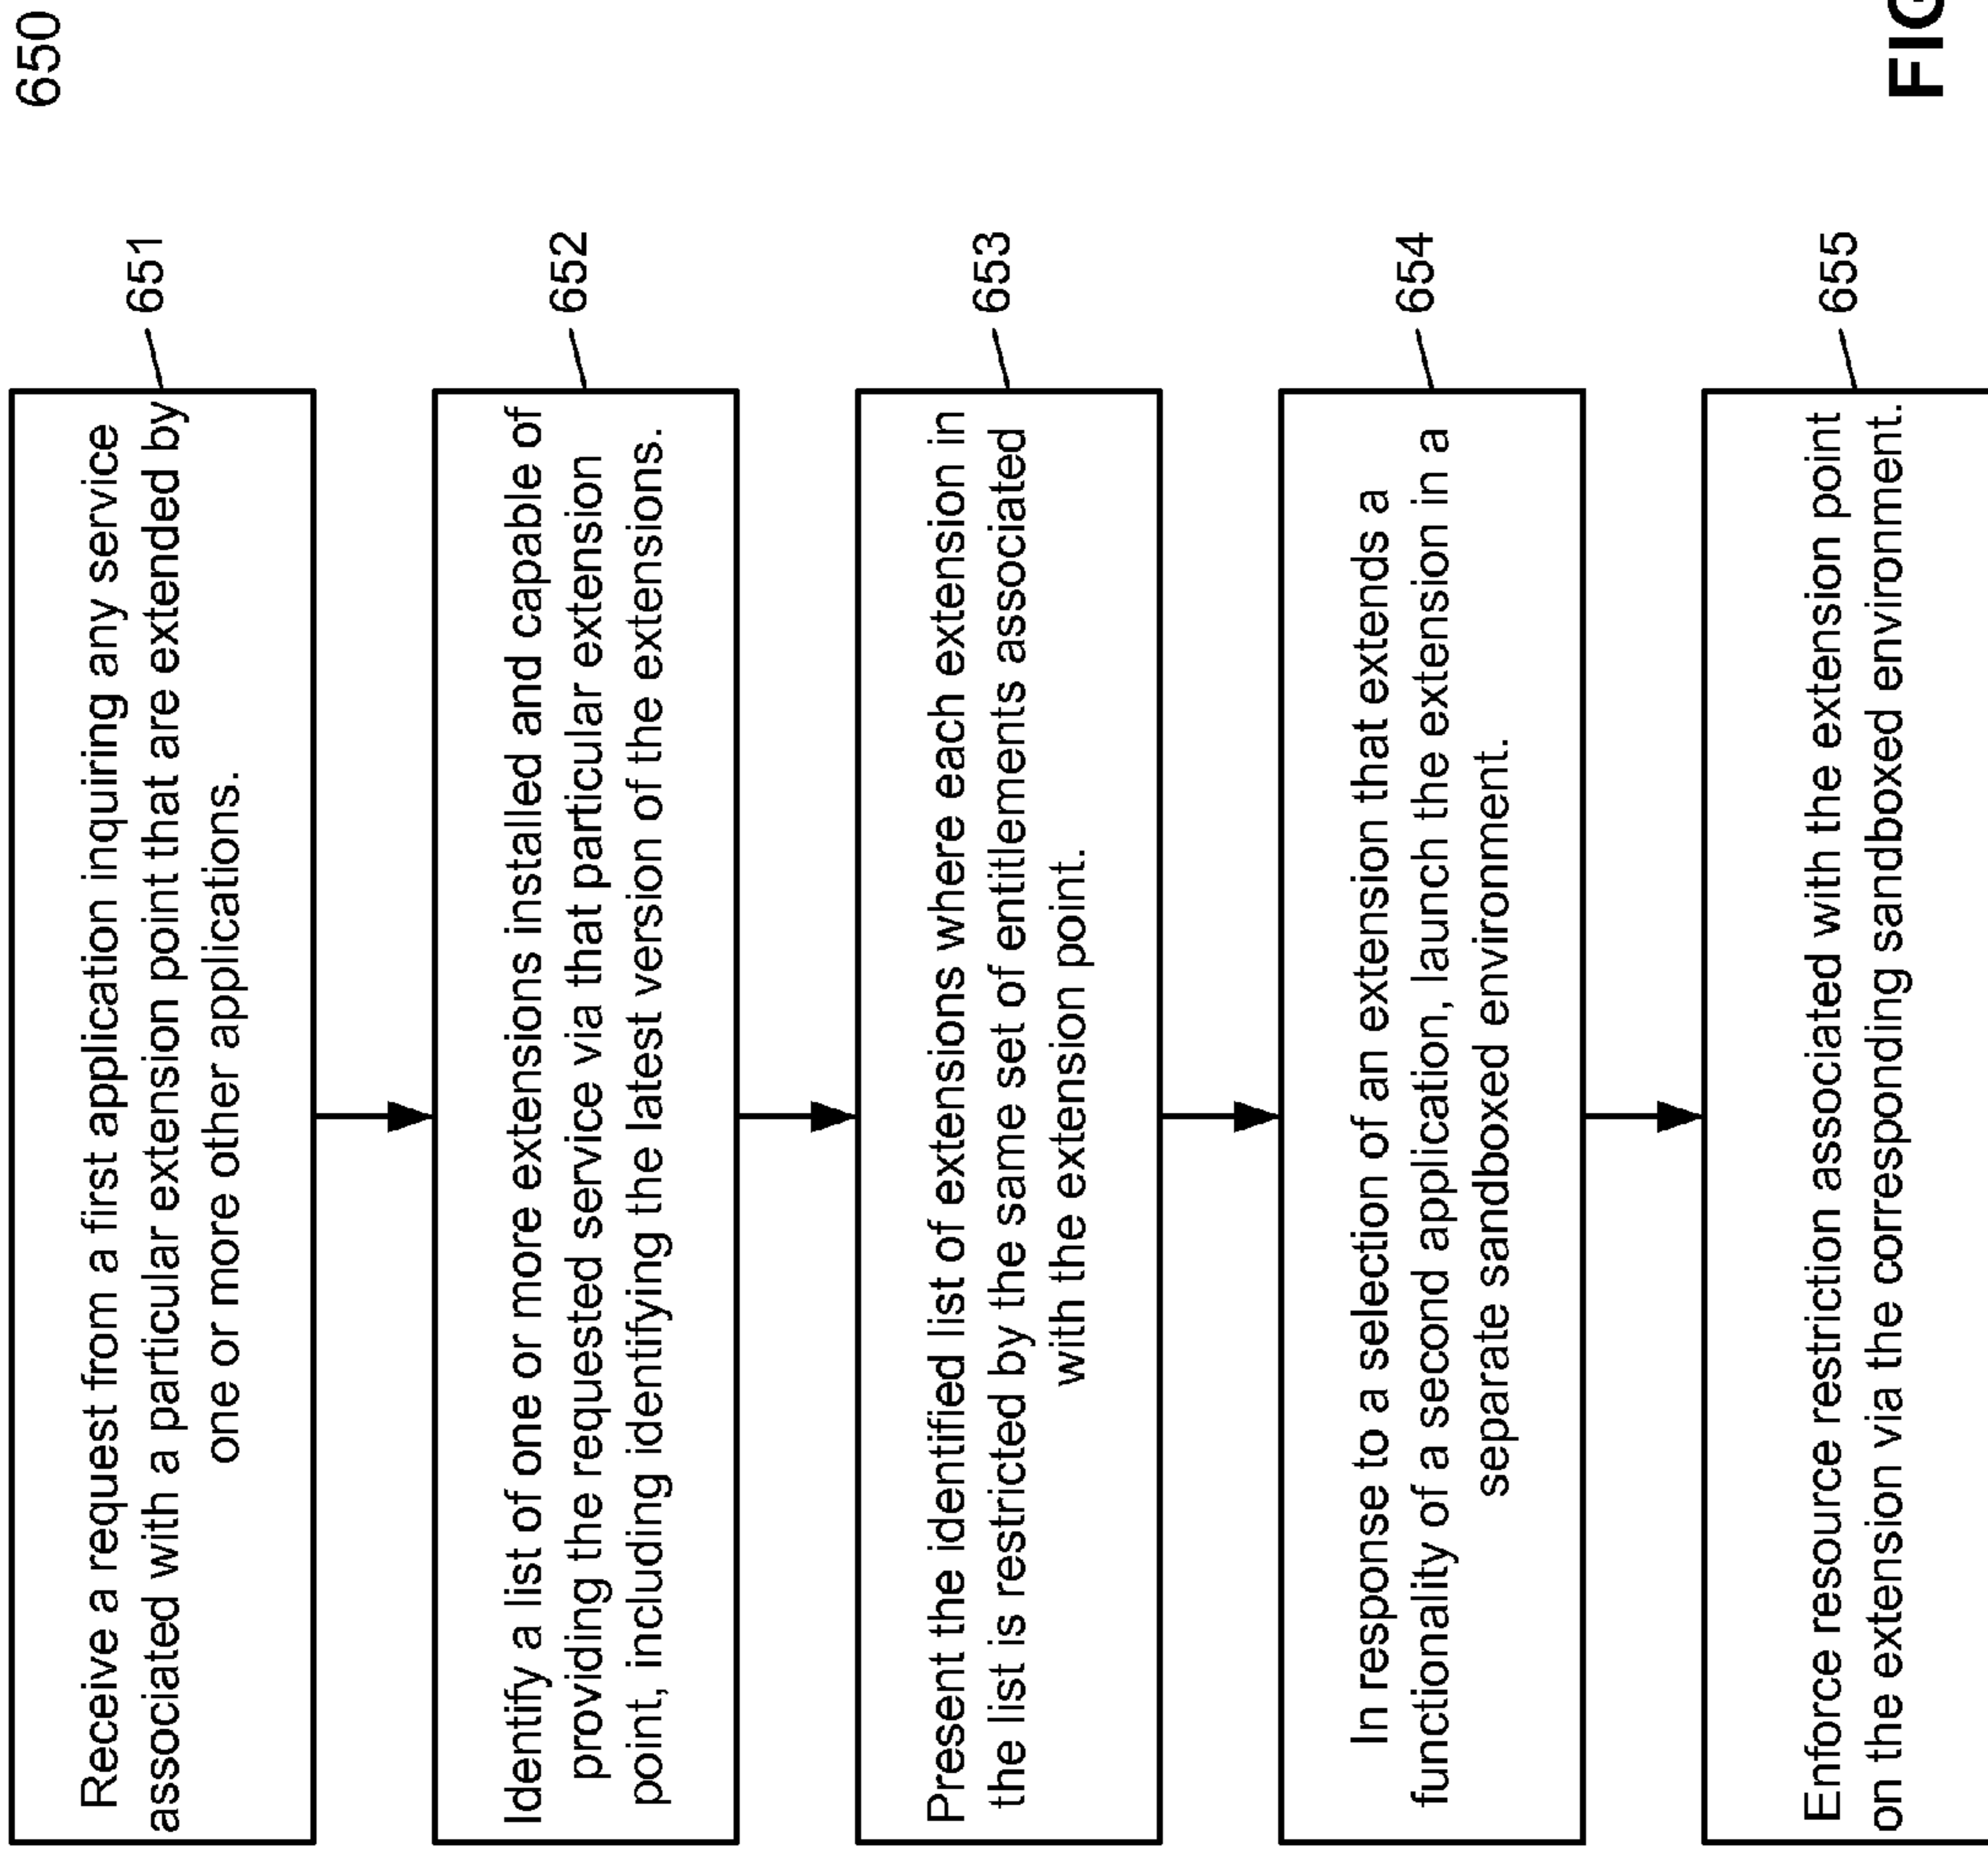 650
Receive a request from a first application inquiring any service
associated with a particular extension point that are extended by
one or more other applications.
651
Identify a list of one or more extensions installed and capable of
providing the requested service via that particular extension
point, including identifying the latest version of the extensions.
652
Present the identified list of extensions where each extension in
the list is restricted by the same set of entitlements associated
with the extension point.
653
In response to a selection of an extension that extends a
functionality of a second application, launch the extension in a
separate sandboxed environment.
654
Enforce resource restriction associated with the extension point
on the extension via the corresponding sandboxed environment.
655
FIG